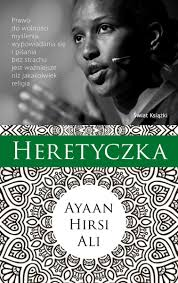 Prawo
do wolności
myślenia,
wypowiadania się
i pisania
bez strachu
jest ważniejsze
niż jakakolwiek
religia
Świat Książki
HERETYCZKA
AYAAN
HIRSI
ALI